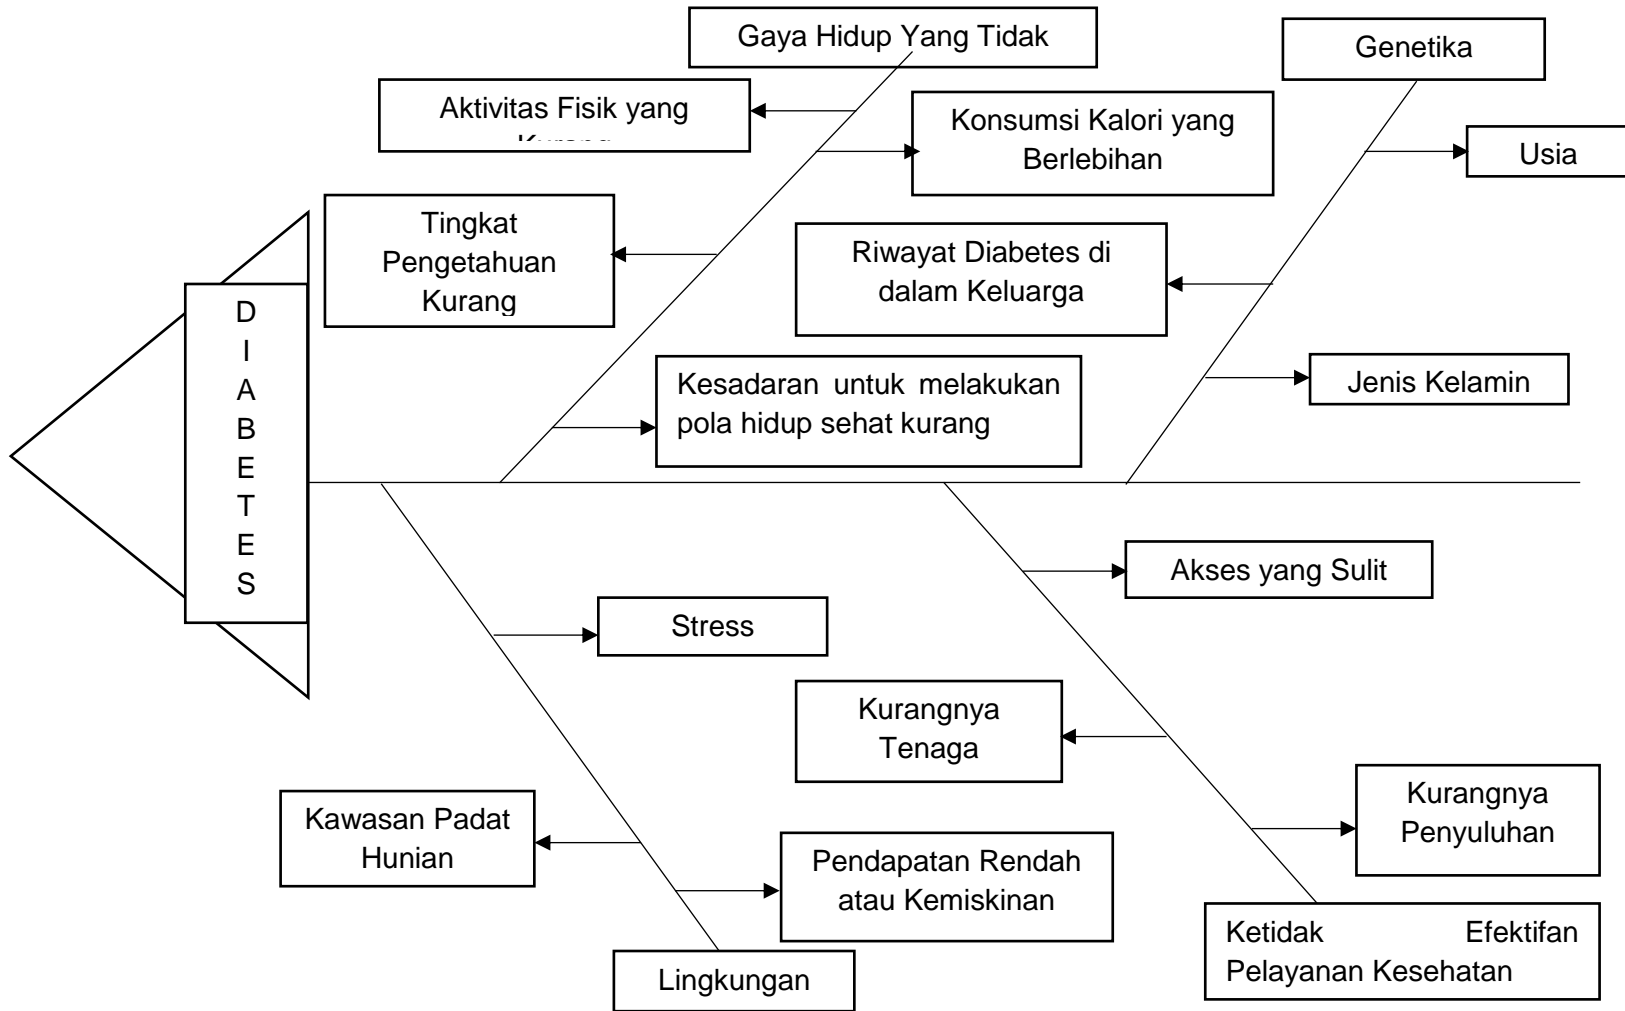 Gaya Hidup Yang Tidak
Genetika
Aktivitas Fisik yang
Konsumsi Kalori yang
Berlebihan
Usia
Tingkat
Pengetahuan
Kurang
Riwayat Diabetes di
dalam Keluarga
Kesadaran untuk melakukan
pola hidup sehat kurang
Jenis Kelamin
D
I
A
B
E
T
E
S
Akses yang Sulit
Stress
Kurangnya
Tenaga
Kurangnya
Penyuluhan
Kawasan Padat
Hunian
Pendapatan Rendah
atau Kemiskinan
Ketidak Efektifan
Pelayanan Kesehatan
Lingkungan